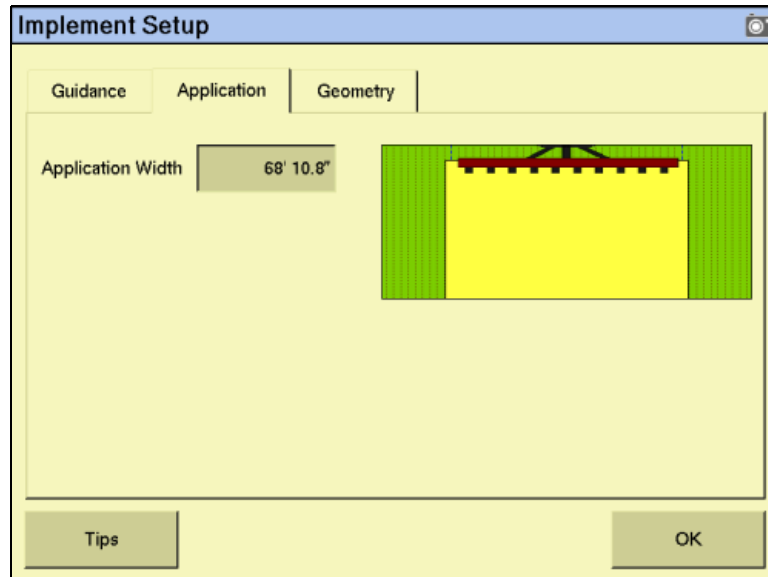 Implement Setup
Guidance
Application
Geometry
Application Width
68' 10.8"
Tips
OK